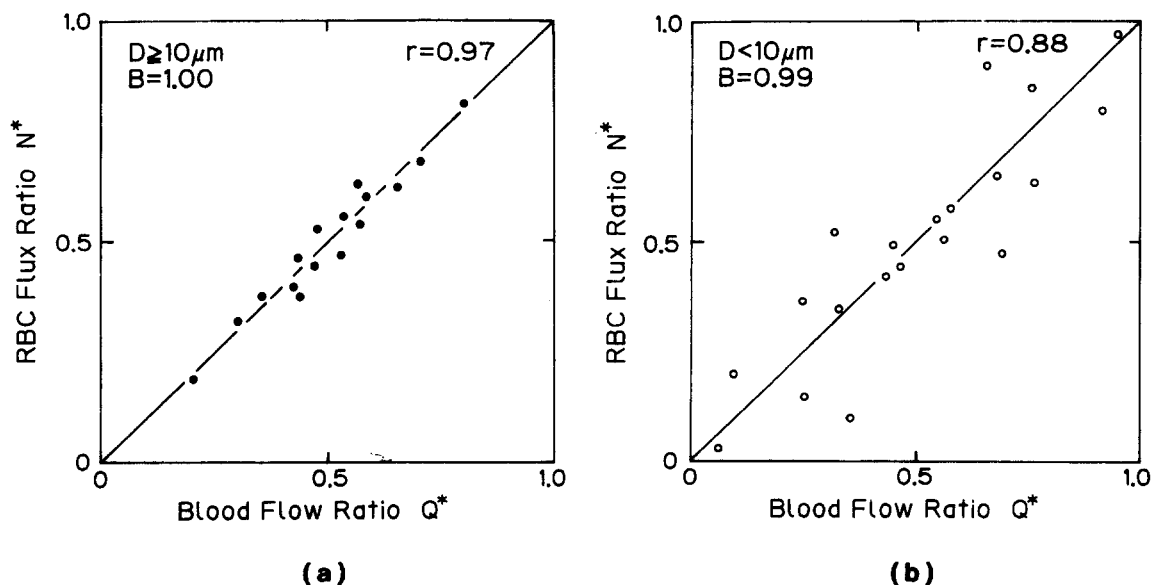 1.0
D≧10μm
B=1.00
r=0.97
RBC Flux Ratio N*
0.5
0
0
0.5
1.0
Blood Flow Ratio Q*
(a)
1.0
D<10μm
B=0.99
r=0.88
RBC Flux Ratio N*
0.5
0
0
0.5
1.0
Blood Flow Ratio Q*
(b)